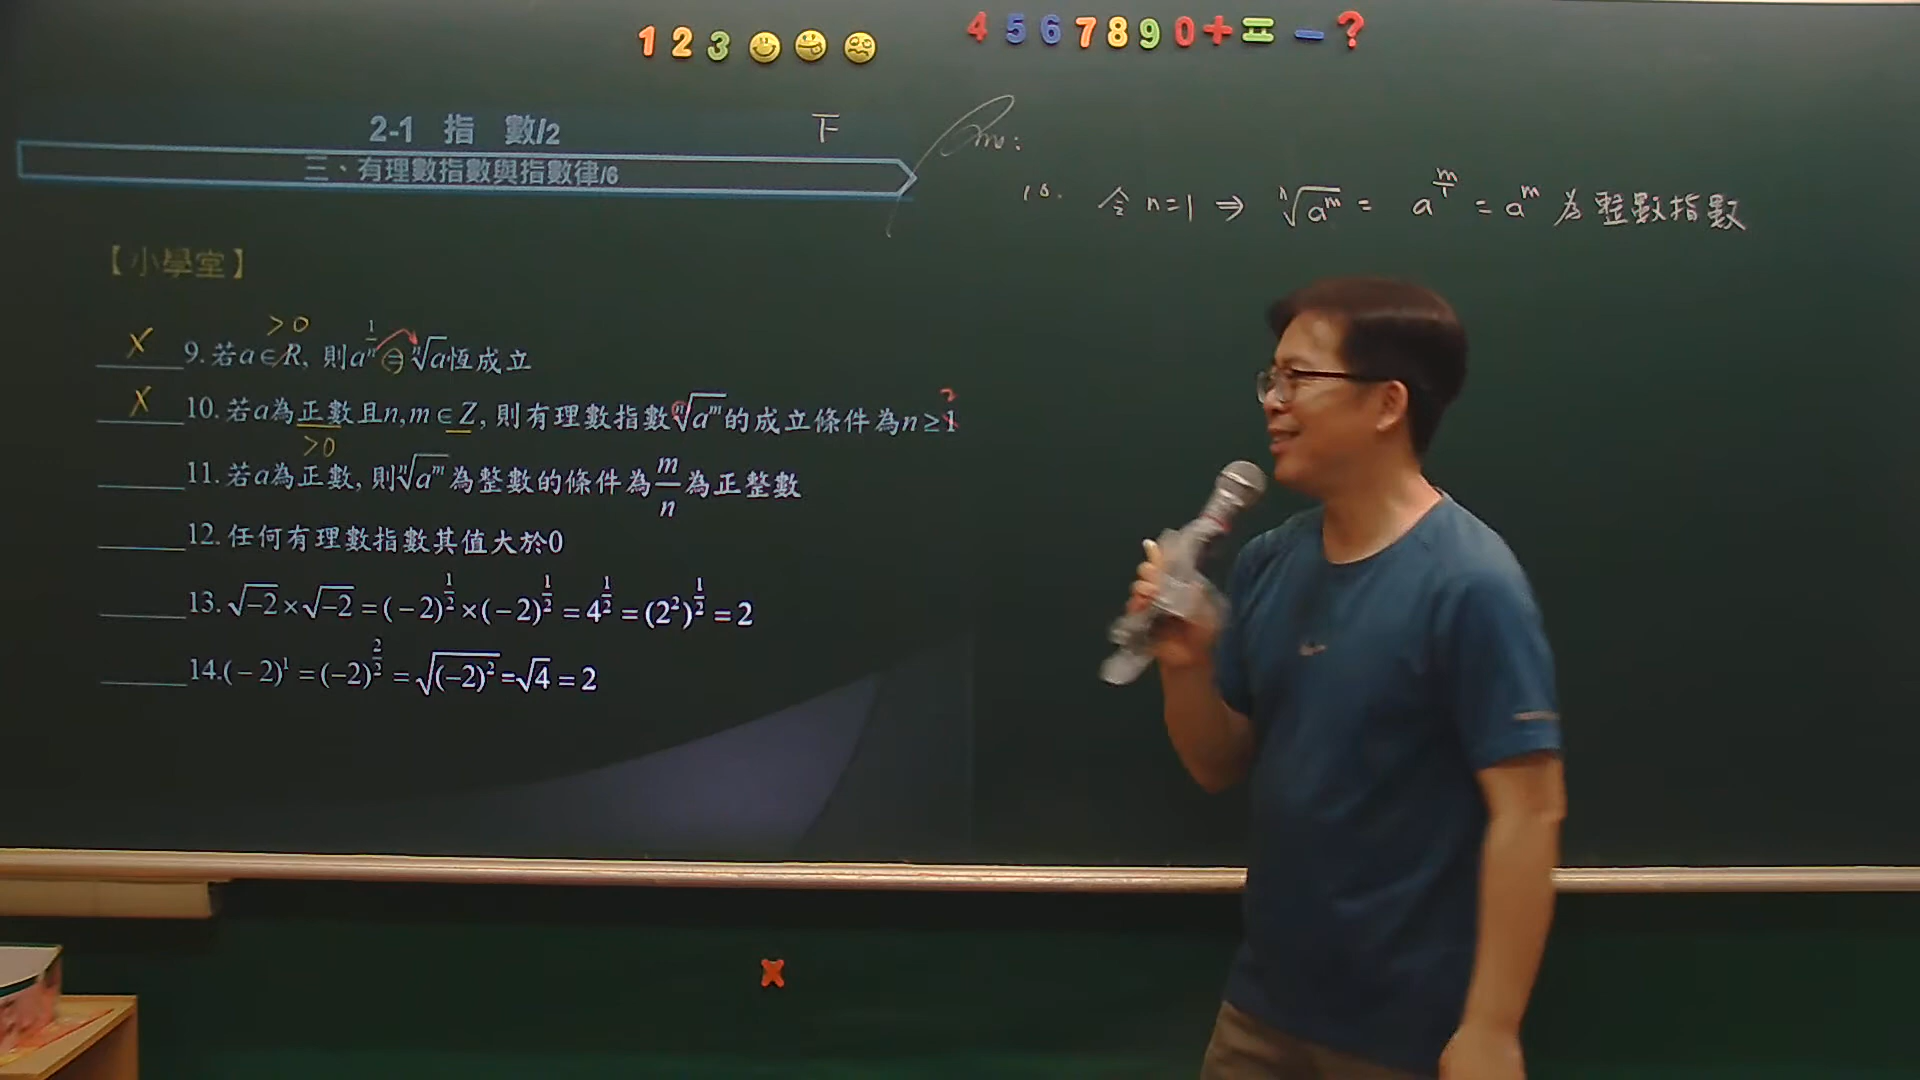 1 2 3
4 5 6 7 8 9 0 + = − ?
2-1 指 數/2
下
三、有理數指數與指數律/6
10. 令 n=1 ⇒ ⁿ√aᵐ = a^(m/1) = aᵐ 為整數指數
【小學堂】
>0
X 9. 若a∈R, 則a^(1/n) = ⁿ√a恆成立
2
X 10. 若a為正數且n,m∈Z, 則有理數指數ⁿ√aᵐ的成立條件為n≥1
>0
11. 若a為正數, 則ⁿ√aᵐ為整數的條件為m/n為正整數
12. 任何有理數指數其值大於0
13. √-2×√-2=(-2)^(1/2)×(-2)^(1/2)=4^(1/2)=(2²)^(1/2)=2
14.(-2)¹=(-2)^(2/2)=√(-2)²=√4=2
x